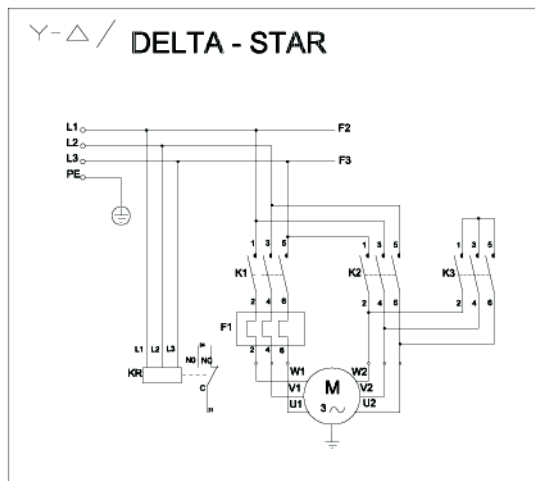 Y-△/ DELTA - STAR
L1 F2
L2
L3 F3
PE
1 3 5 1 3 5 1 3 5
K1 K2 K3
2 4 6 2 4 6 2 4 6
F1
L1 L2 L3 2 4 6
NO NC W1 W2
KR M
C V1 V2
U1 3 U2